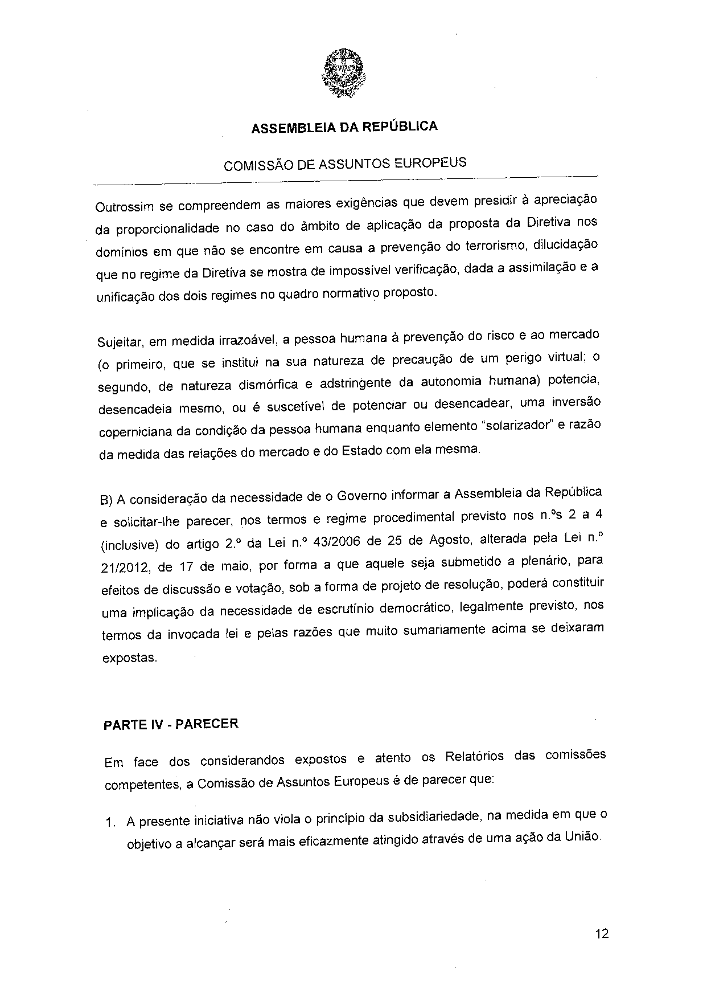 ASSEMBLEIA DA REPÚBLICA
COMISSÃO DE ASSUNTOS EUROPEUS
Outrossim se compreendem as maiores exigências que devem presidir à apreciação
da proporcionalidade no caso do âmbito de aplicação da proposta da Diretiva nos
domínios em que não se encontre em causa a prevenção do terrorismo, dilucidação
que no regime da Diretiva se mostra de impossível verificação, dada a assimilação e a
unificação dos dois regimes no quadro normativo proposto.
Sujeitar, em medida irrazoável, a pessoa humana à prevenção do risco e ao mercado
(o primeiro, que se institui na sua natureza de precaução de um perigo virtual; o
segundo, de natureza dismórfica e adstringente da autonomia humana) potencia,
desencadeia mesmo, ou é suscetível de potenciar ou desencadear, uma inversão
coperniciana da condição da pessoa humana enquanto elemento “solarizador” e razão
da medida das relações do mercado e do Estado com ela mesma.
B) A consideração da necessidade de o Governo informar a Assembleia da República
e solicitar-lhe parecer, nos termos e regime procedimental previsto nos n.ºs 2 a 4
(inclusive) do artigo 2.º da Lei n.º 43/2006 de 25 de Agosto, alterada pela Lei n.º
21/2012, de 17 de maio, por forma a que aquele seja submetido a plenário, para
efeitos de discussão e votação, sob a forma de projeto de resolução, poderá constituir
uma implicação da necessidade de escrutínio democrático, legalmente previsto, nos
termos da invocada lei e pelas razões que muito sumariamente acima se deixaram
expostas.
PARTE IV - PARECER
Em face dos considerandos expostos e atento os Relatórios das comissões
competentes, a Comissão de Assuntos Europeus é de parecer que:
1. A presente iniciativa não viola o princípio da subsidiariedade, na medida em que o
objetivo a alcançar será mais eficazmente atingido através de uma ação da União.
12